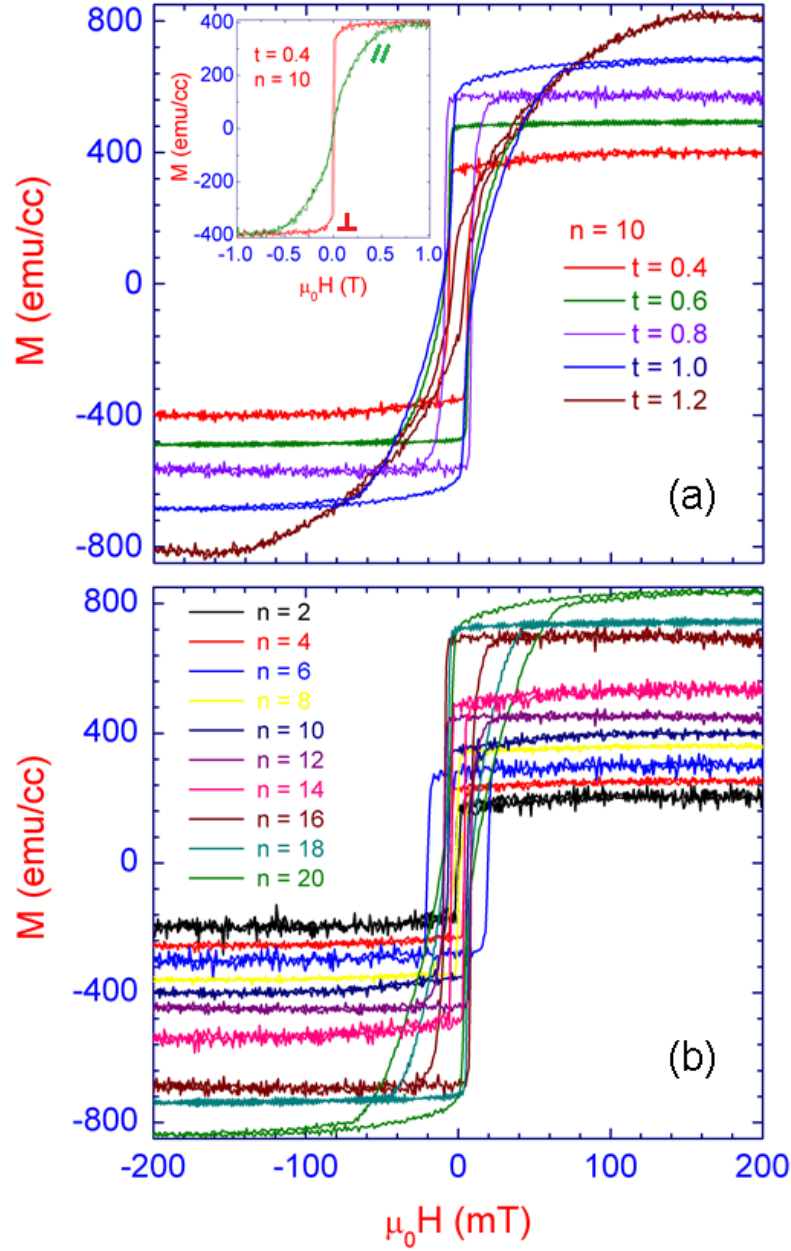 800
400
0
-400
-800
M (emu/cc)
400
200
0
-200
-400
M (emu/cc)
t = 0.4
n = 10
//
⊥
-1.0 -0.5 0.0 0.5 1.0
μ0H (T)
n = 10
t = 0.4
t = 0.6
t = 0.8
t = 1.0
t = 1.2
(a)
800
400
0
-400
-800
M (emu/cc)
n = 2
n = 4
n = 6
n = 8
n = 10
n = 12
n = 14
n = 16
n = 18
n = 20
(b)
-200 -100 0 100 200
μ0H (mT)